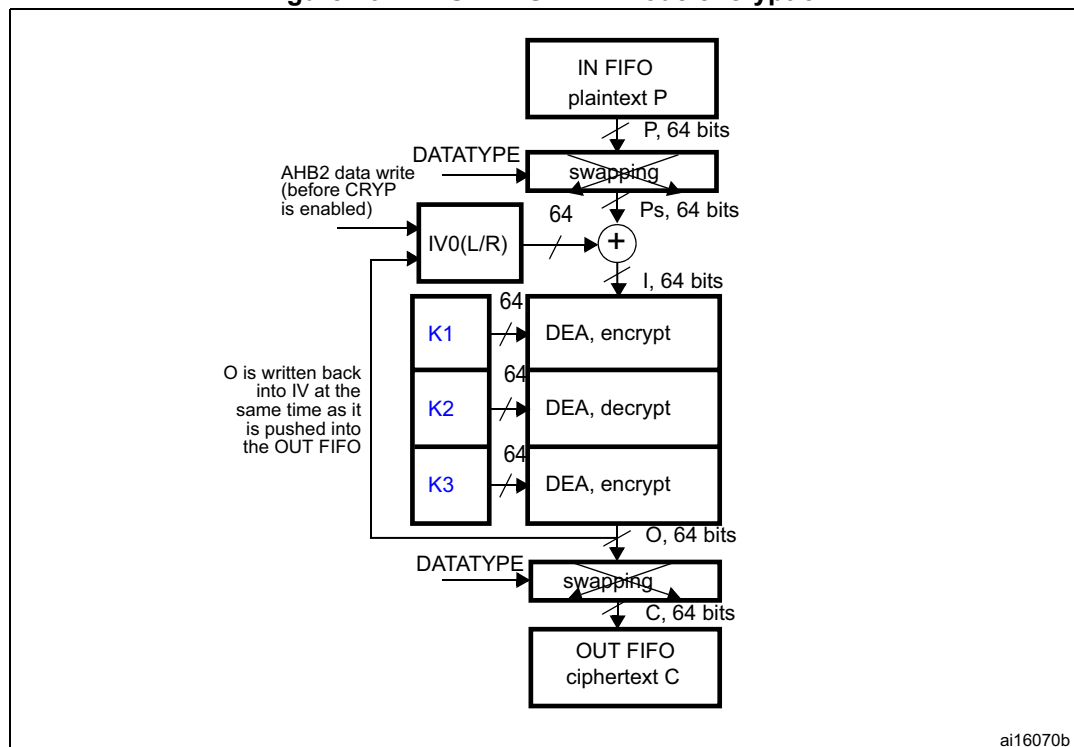 IN FIFO
plaintext P
P, 64 bits
DATATYPE
swapping
AHB2 data write
(before CRYP
is enabled)
Ps, 64 bits
64
IV0(L/R)
+
I, 64 bits
64
K1
DEA, encrypt
O is written back
into IV at the
same time as it
is pushed into
the OUT FIFO
64
K2
DEA, decrypt
64
K3
DEA, encrypt
O, 64 bits
DATATYPE
swapping
C, 64 bits
OUT FIFO
ciphertext C
ai16070b